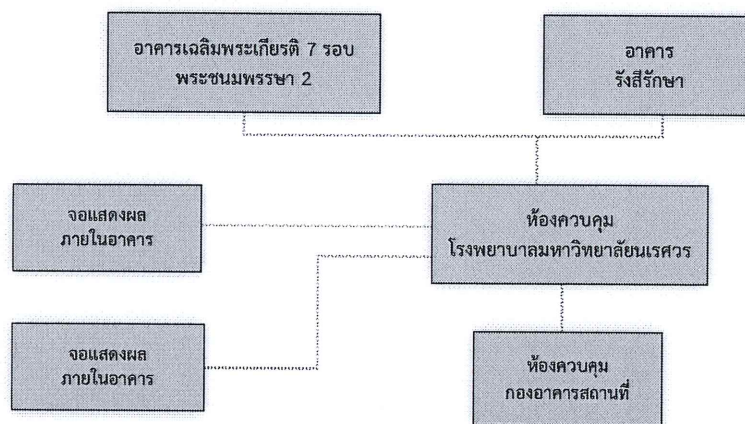 อาคารเฉลิมพระเกียรติ 7 รอบ
พระชนมพรรษา 2
อาคาร
รังสีรักษา
จอแสดงผล
ภายในอาคาร
ห้องควบคุม
โรงพยาบาลมหาวิทยาลัยนเรศวร
จอแสดงผล
ภายในอาคาร
ห้องควบคุม
กองอาคารสถานที่